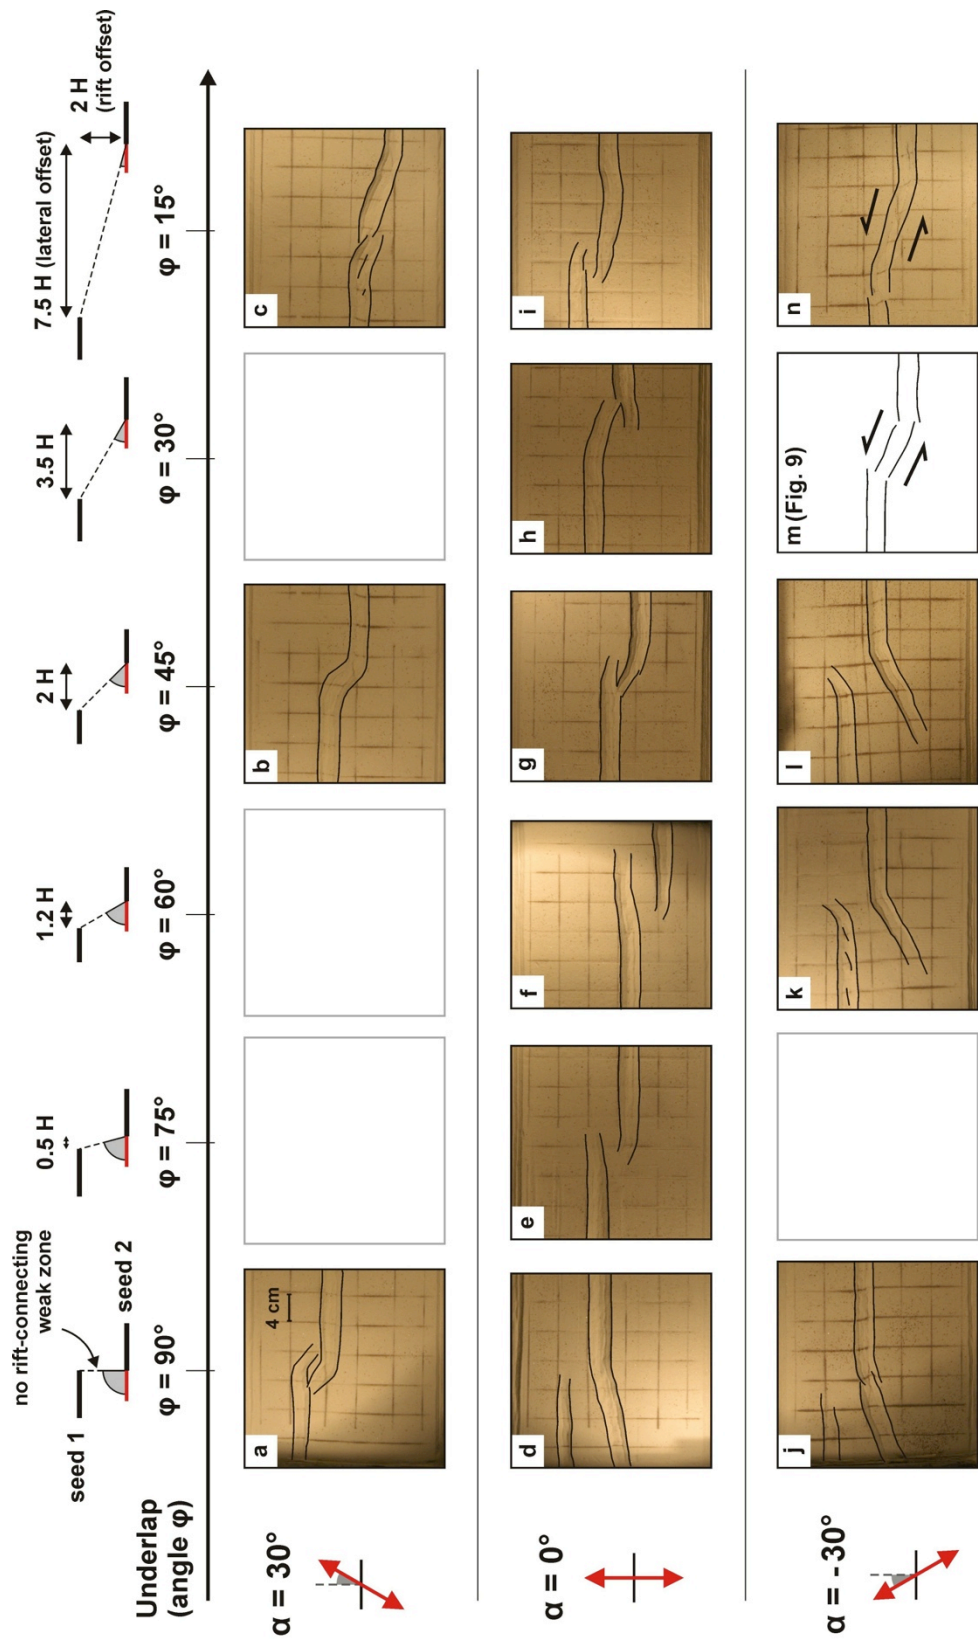 no rift-connecting
weak zone
seed 1
seed 2
0.5 H
1.2 H
2 H
3.5 H
7.5 H (lateral offset)
2 H
(rift offset)
Underlap
(angle φ)
φ = 90°
φ = 75°
φ = 60°
φ = 45°
φ = 30°
φ = 15°
α = 30°
a
4 cm
b
c
α = 0°
d
e
f
g
h
i
α = -30°
j
k
l
m (Fig. 9)
n